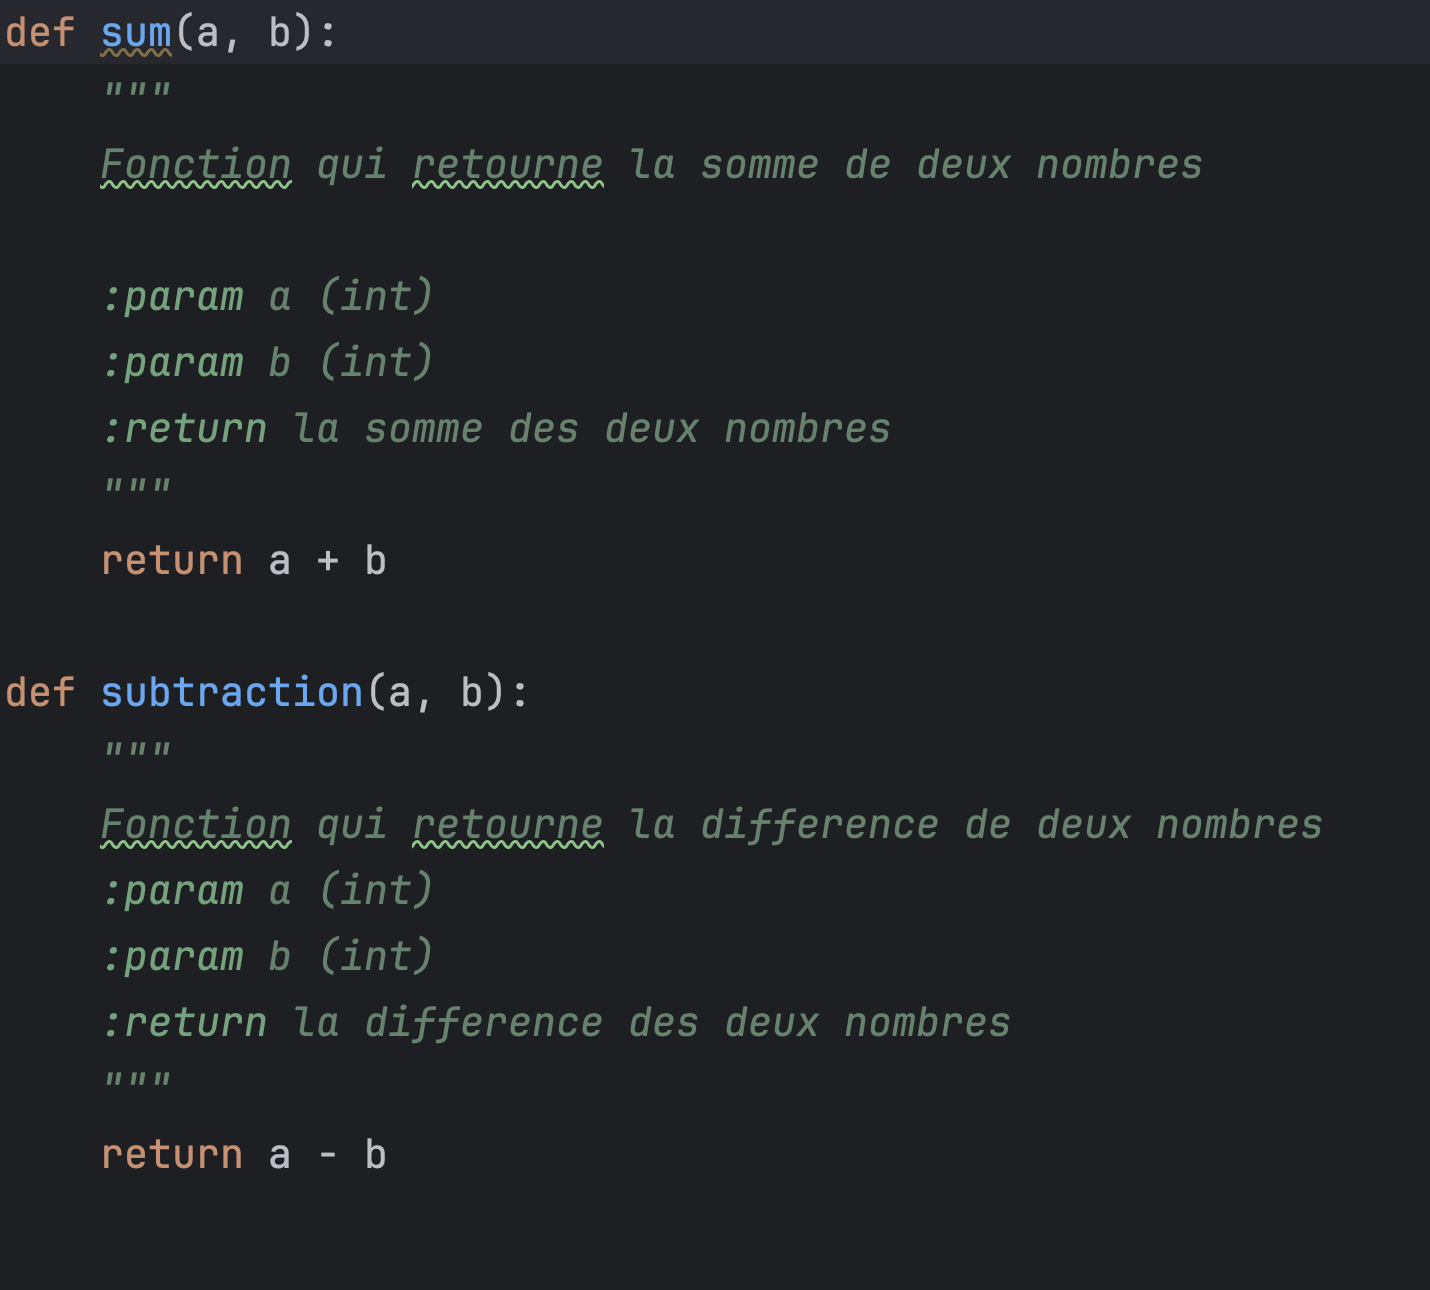 def sum(a, b):
    """
    Fonction qui retourne la somme de deux nombres

    :param a (int)
    :param b (int)
    :return la somme des deux nombres
    """
    return a + b

def subtraction(a, b):
    """
    Fonction qui retourne la difference de deux nombres
    :param a (int)
    :param b (int)
    :return la difference des deux nombres
    """
    return a - b